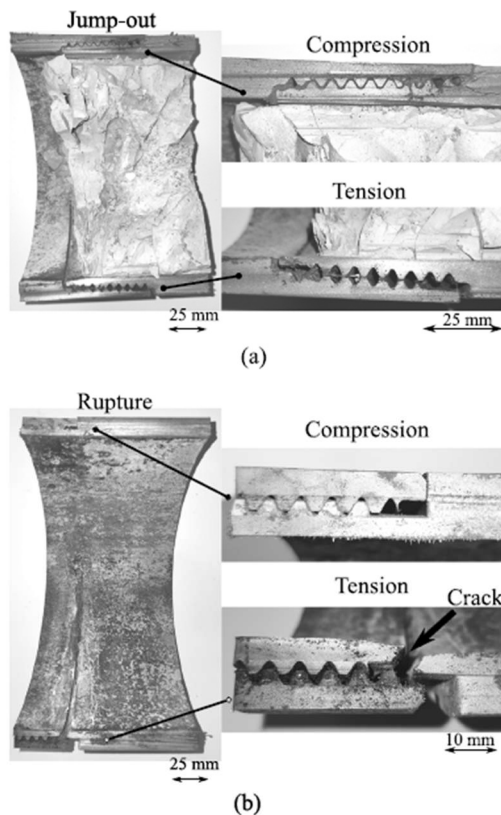 Jump-out
Compression
Tension
25 mm
25 mm
(a)
Rupture
Compression
Tension
Crack
25 mm
10 mm
(b)